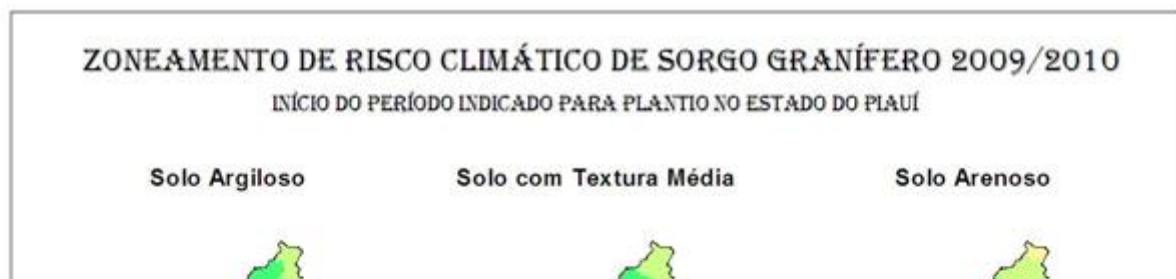 ZONEAMENTO DE RISCO CLIMÁTICO DE SORGO GRANÍFERO 2009/2010
INÍCIO DO PERÍODO INDICADO PARA PLANTIO NO ESTADO DO PIAUÍ
Solo Argiloso Solo com Textura Média Solo Arenoso